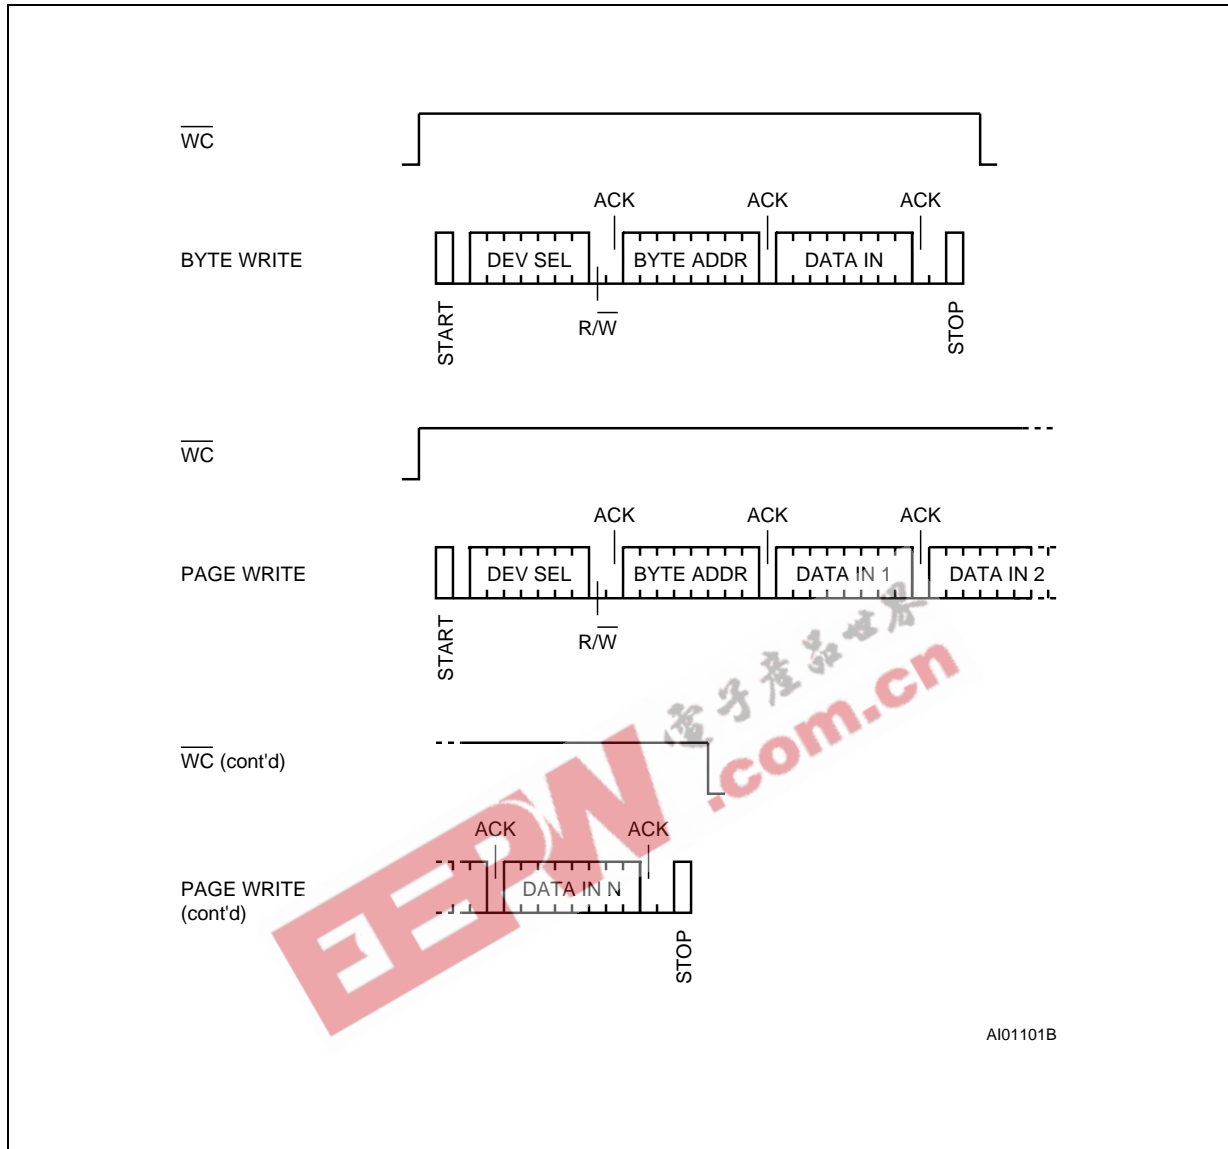 WC
ACK ACK ACK
BYTE WRITE DEV SEL BYTE ADDR DATA IN
R/W
START STOP
WC
ACK ACK ACK
PAGE WRITE DEV SEL BYTE ADDR DATA IN 1 DATA IN 2
R/W
START
電子產品世界
.com.cn
WC (cont'd)
EEPW
ACK ACK
PAGE WRITE DATA IN N
(cont'd)
STOP
AI01101B